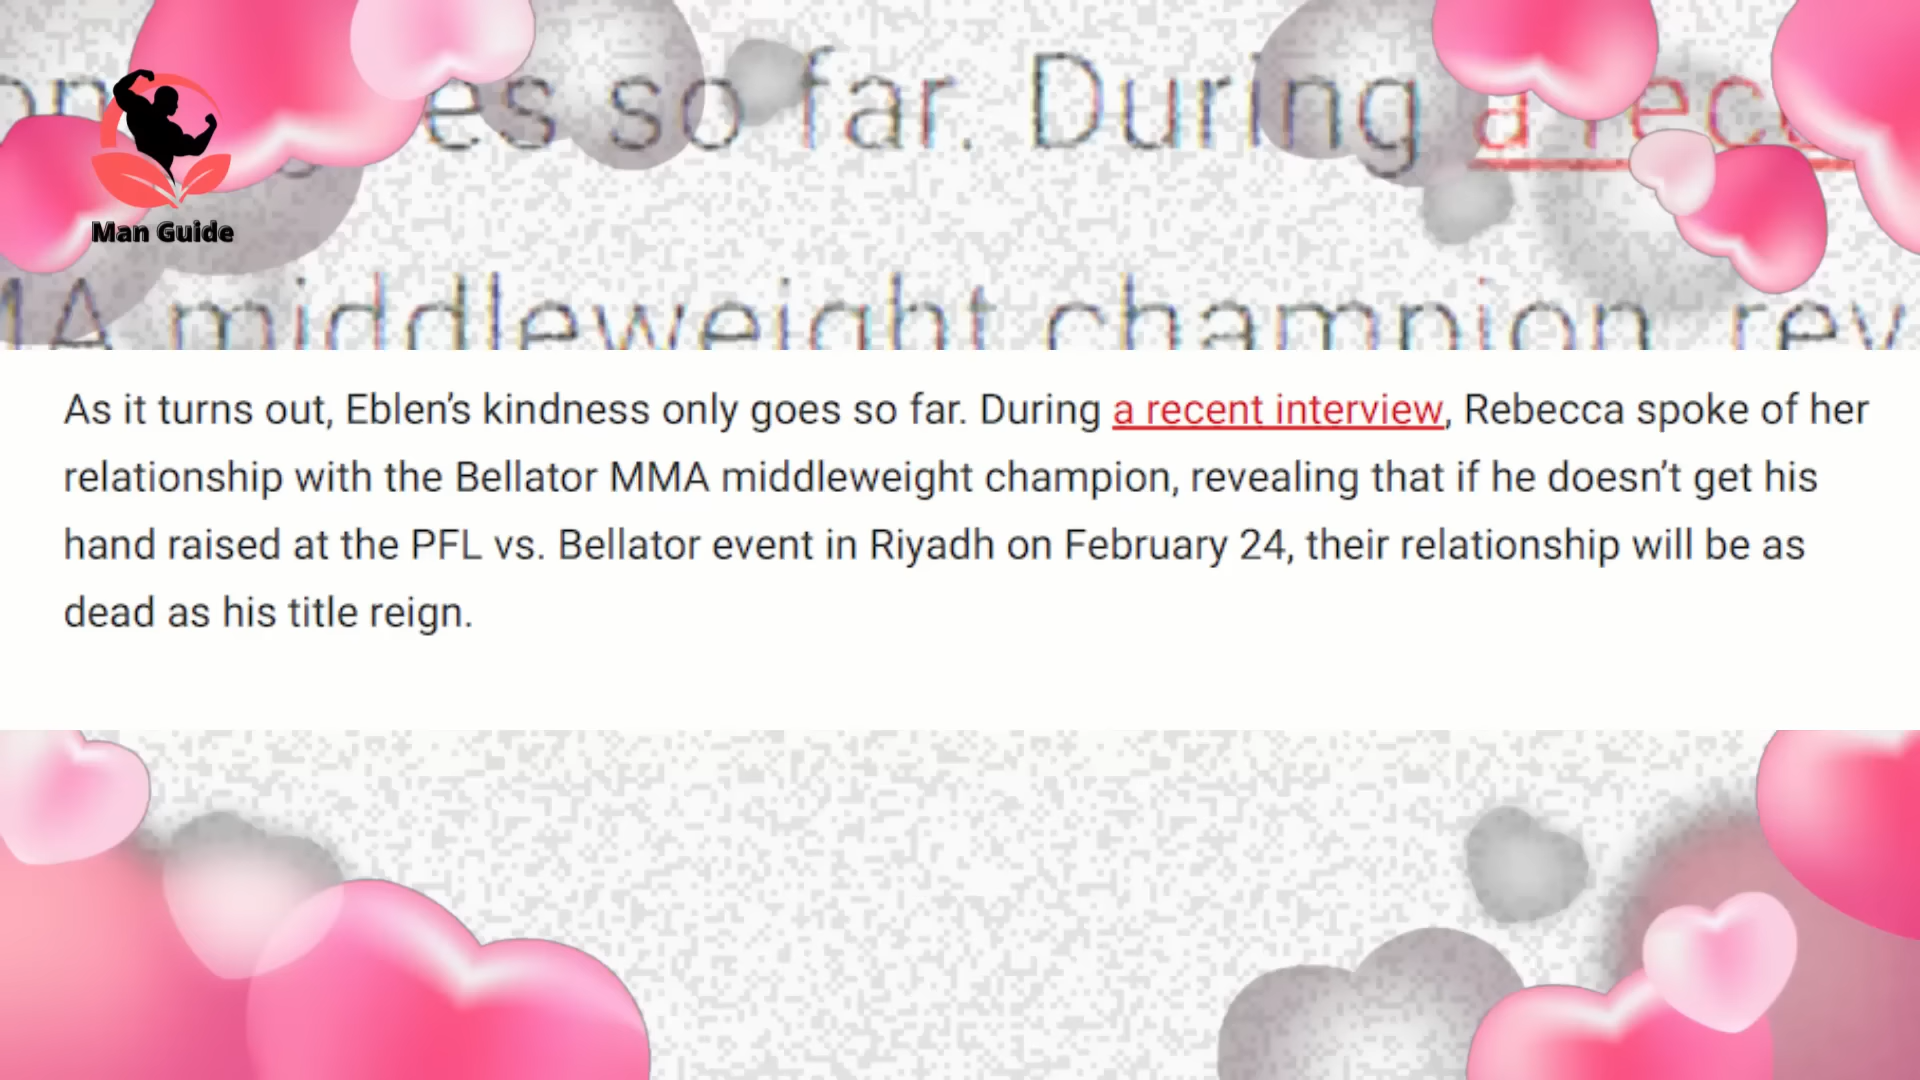 es so far. During a rec
Man Guide
MA middleweight champion, rev
As it turns out, Eblen’s kindness only goes so far. During a recent interview, Rebecca spoke of her
relationship with the Bellator MMA middleweight champion, revealing that if he doesn’t get his
hand raised at the PFL vs. Bellator event in Riyadh on February 24, their relationship will be as
dead as his title reign.